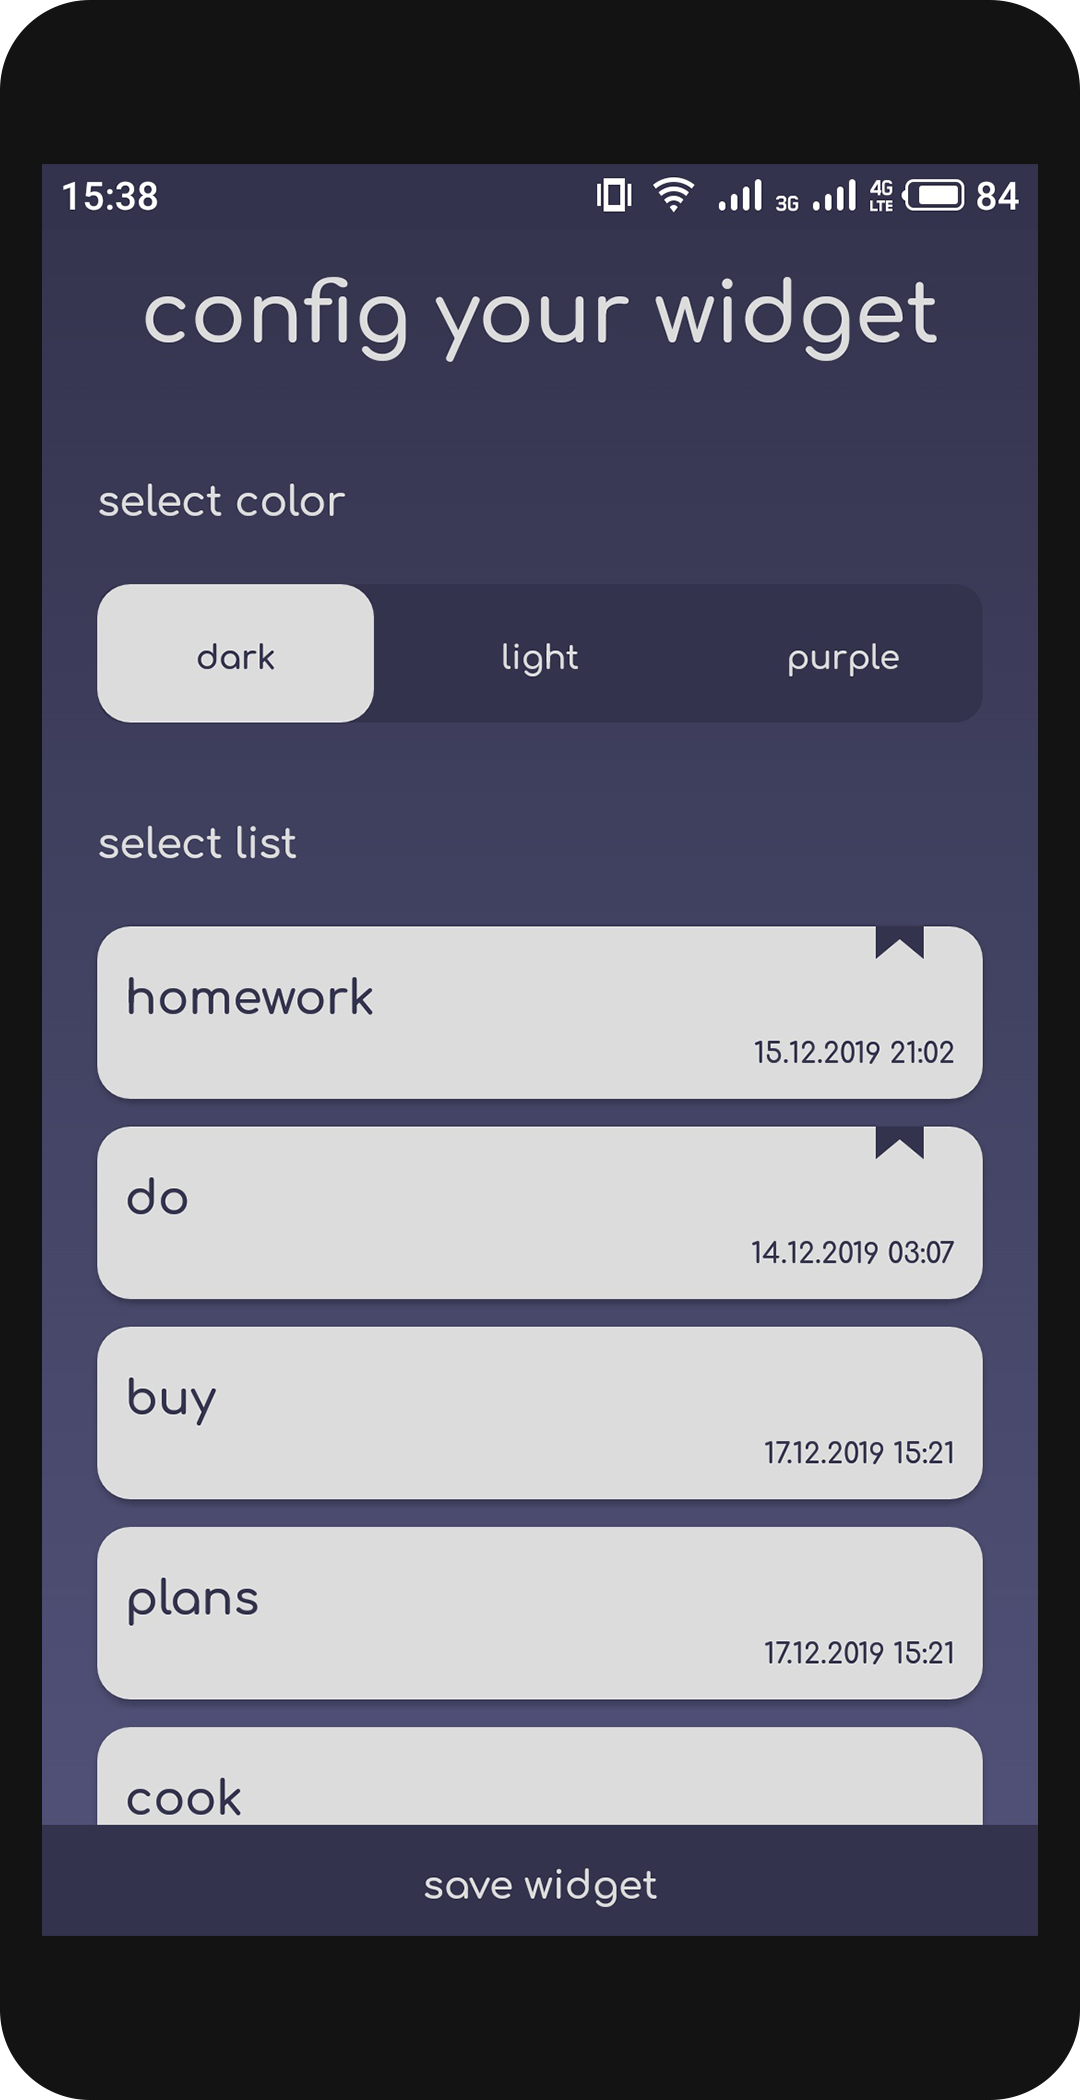 15:38 3G 4G LTE 84
config your widget
select color
dark light purple
select list
homework
15.12.2019 21:02
do
14.12.2019 03:07
buy
17.12.2019 15:21
plans
17.12.2019 15:21
cook
save widget